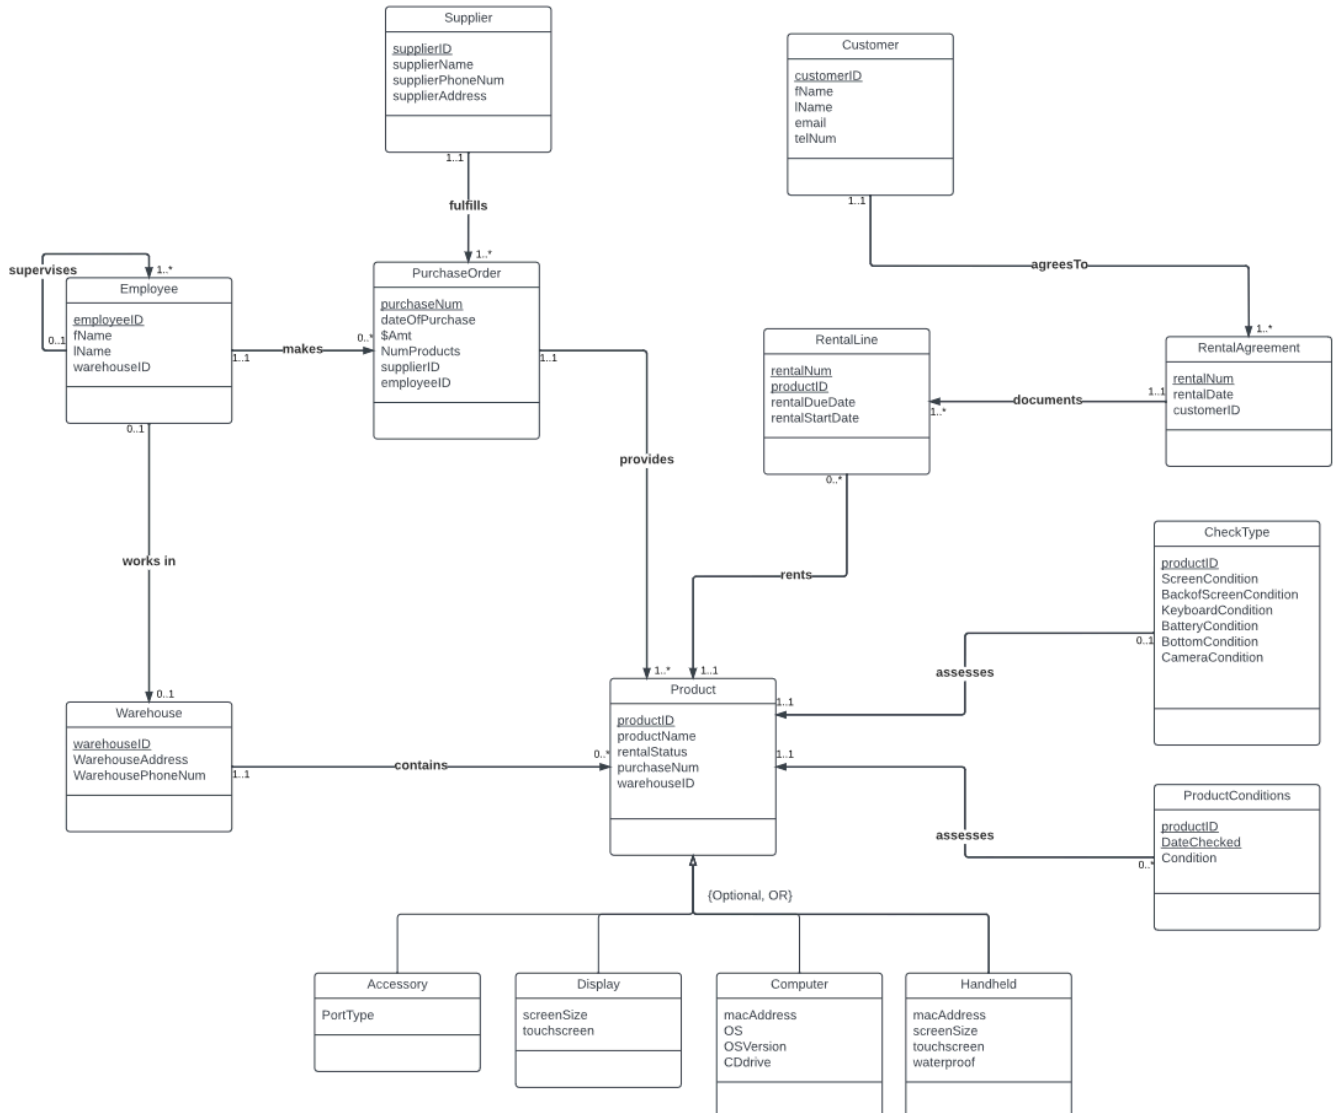 Supplier
supplierID
supplierName
supplierPhoneNum
supplierAddress
1..1
fulfills
1..*
Customer
customerID
fName
lName
email
telNum
1..1
agreesTo
1..*
supervises
1..*
0..1
Employee
employeeID
fName
lName
warehouseID
1..1
makes
0..*
0..1
PurchaseOrder
purchaseNum
dateOfPurchase
$Amt
NumProducts
supplierID
employeeID
1..1
provides
1..*
RentalLine
rentalNum
productID
rentalDueDate
rentalStartDate
1..*
documents
1..1
0..*
RentalAgreement
rentalNum
rentalDate
customerID
rents
1..1
works in
0..1
CheckType
productID
ScreenCondition
BackofScreenCondition
KeyboardCondition
BatteryCondition
BottomCondition
CameraCondition
0..1
assesses
1..1
Warehouse
warehouseID
WarehouseAddress
WarehousePhoneNum
1..1
contains
0..*
Product
productID
productName
rentalStatus
purchaseNum
warehouseID
1..1
assesses
0..*
ProductConditions
productID
DateChecked
Condition
{Optional, OR}
Accessory
PortType
Display
screenSize
touchscreen
Computer
macAddress
OS
OSVersion
CDdrive
Handheld
macAddress
screenSize
touchscreen
waterproof